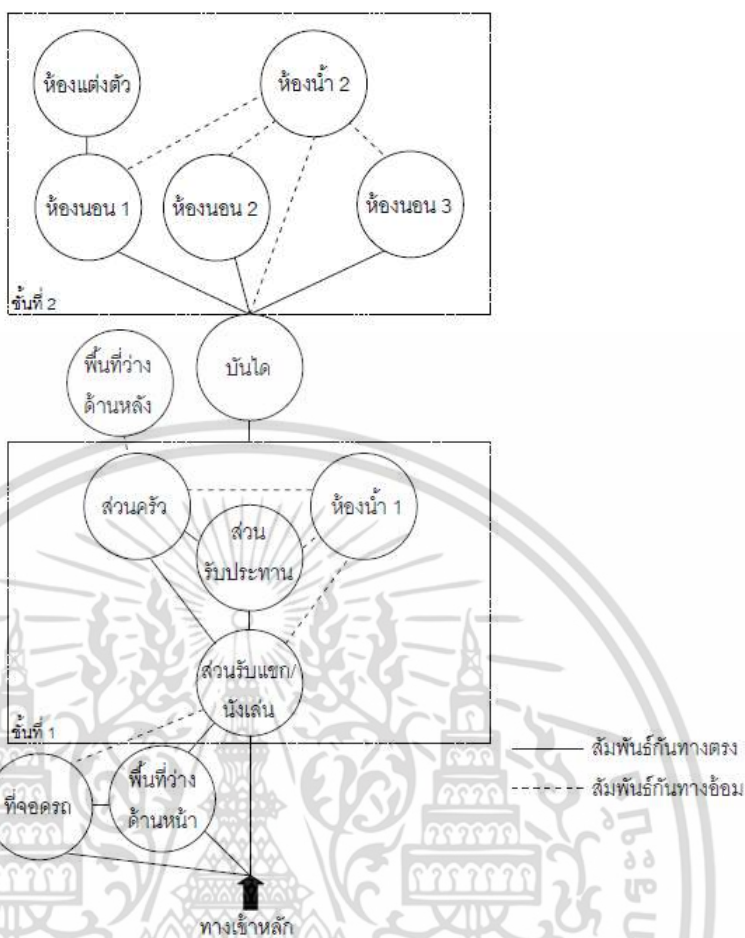 ห้องแต่งตัว
ห้องน้ำ 2
ห้องนอน 1
ห้องนอน 2
ห้องนอน 3
ชั้นที่ 2
พื้นที่ว่าง
ด้านหลัง
บันได
ส่วนครัว
ส่วน
รับประทาน
ห้องน้ำ 1
ส่วนรับแขก/
นั่งเล่น
ชั้นที่ 1
ที่จอดรถ
พื้นที่ว่าง
ด้านหน้า
สัมพันธ์กันทางตรง
สัมพันธ์กันทางอ้อม
ทางเข้าหลัก